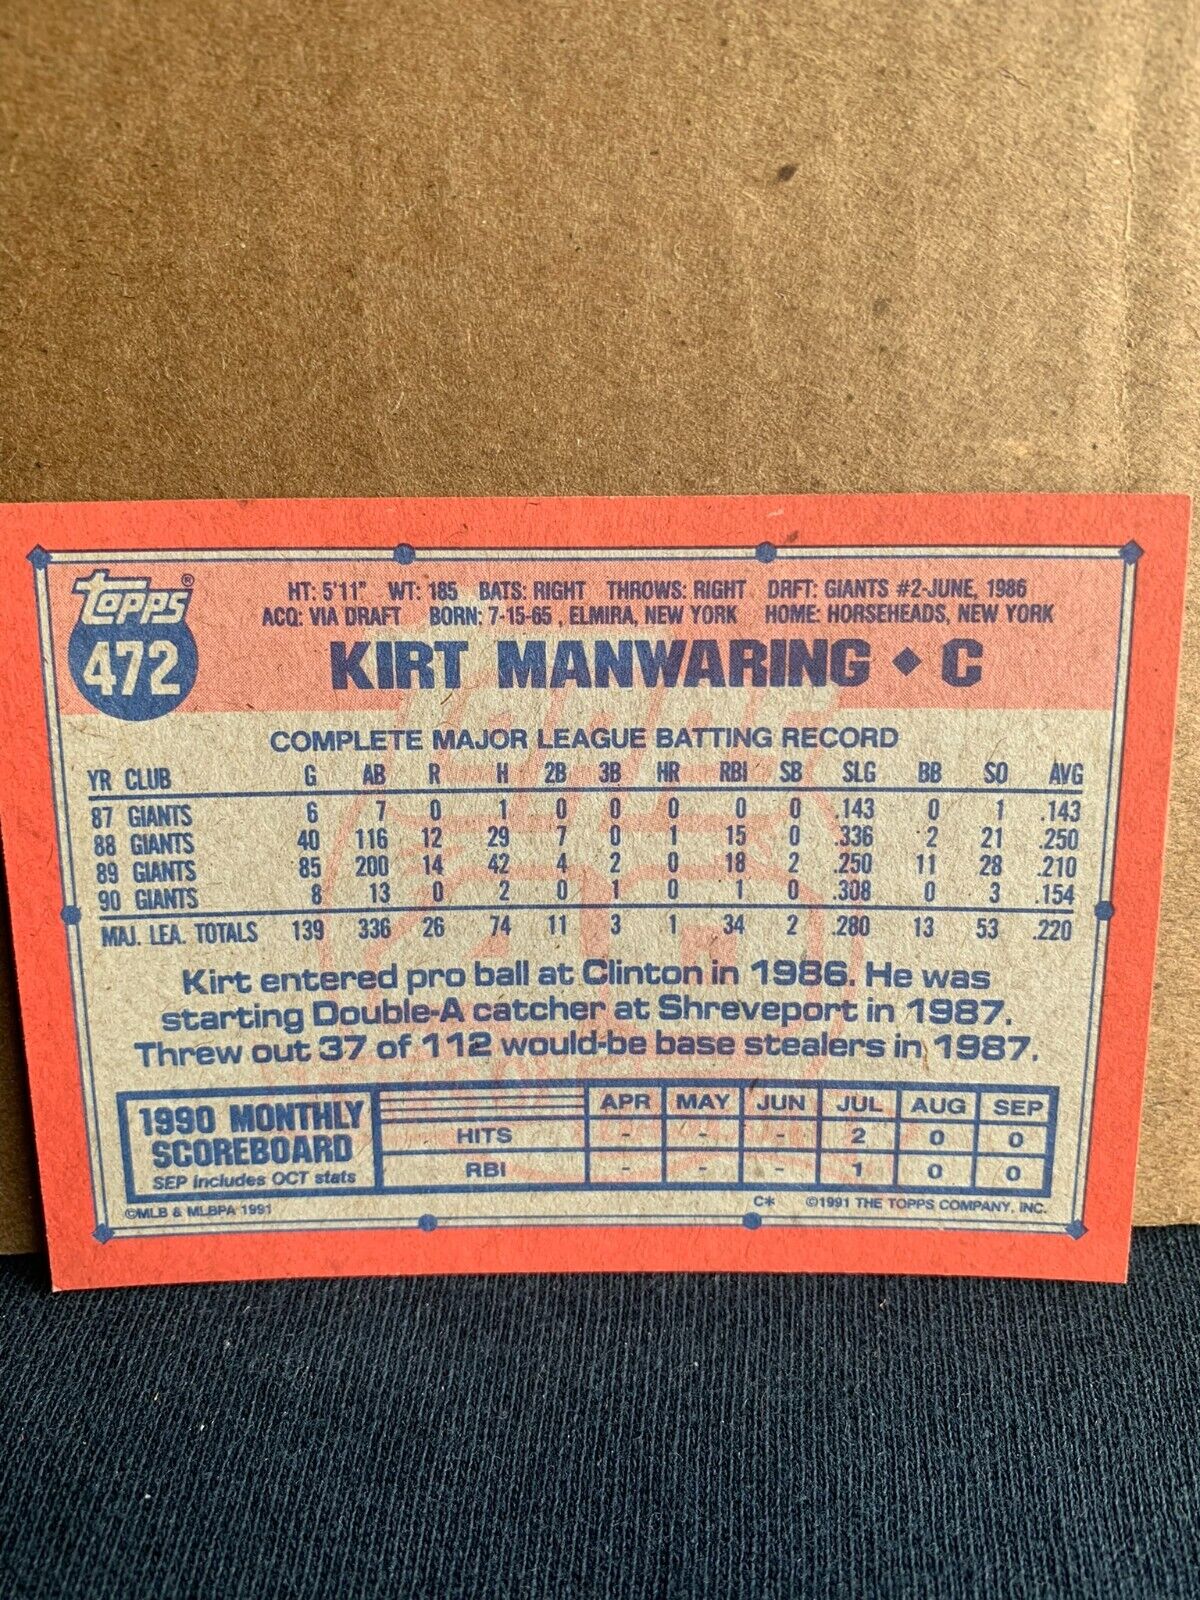 topps®
472
HT: 5'11" WT: 185 BATS: RIGHT THROWS: RIGHT DRFT: GIANTS #2-JUNE, 1986
ACQ: VIA DRAFT BORN: 7-15-65 , ELMIRA, NEW YORK HOME: HORSEHEADS, NEW YORK
KIRT MANWARING ◆ C
COMPLETE MAJOR LEAGUE BATTING RECORD
YR CLUB G AB R H 2B 3B HR RBI SB SLG BB SO AVG
87 GIANTS 6 7 0 1 0 0 0 0 0 .143 0 1 .143
88 GIANTS 40 116 12 29 7 0 1 15 0 .336 2 21 .250
89 GIANTS 85 200 14 42 4 2 0 18 2 .250 11 28 .210
90 GIANTS 8 13 0 2 0 1 0 1 0 .308 0 3 .154
MAJ. LEA. TOTALS 139 336 26 74 11 3 1 34 2 .280 13 53 .220
Kirt entered pro ball at Clinton in 1986. He was
starting Double-A catcher at Shreveport in 1987.
Threw out 37 of 112 would-be base stealers in 1987.
1990 MONTHLY
SCOREBOARD
SEP includes OCT stats
APR MAY JUN JUL AUG SEP
HITS - - - 2 0 0
RBI - - - 1 0 0
©MLB & MLBPA 1991 C* ©1991 THE TOPPS COMPANY, INC.